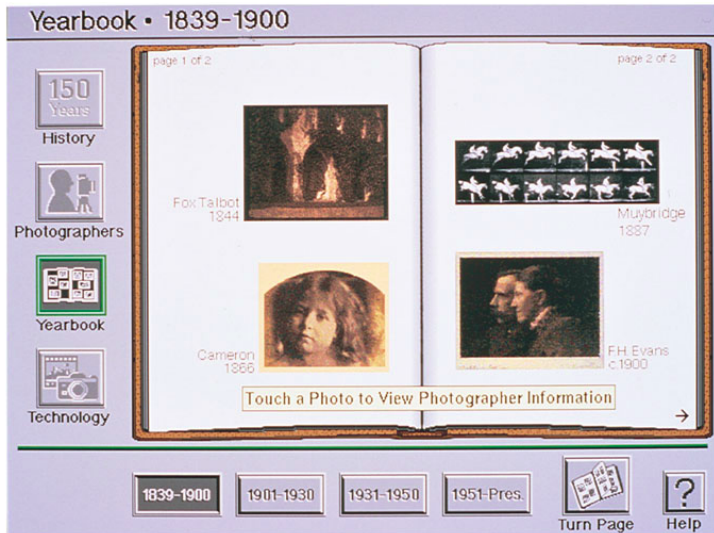 Yearbook • 1839-1900
150
Years
History
Photographers
Yearbook
Technology
page 1 of 2
Fox Talbot
1844
Cameron
1866
page 2 of 2
Muybridge
1887
F.H. Evans
c.1900
Touch a Photo to View Photographer Information
→
1839-1900
1901-1930
1931-1950
1951-Pres.
Turn Page
?
Help